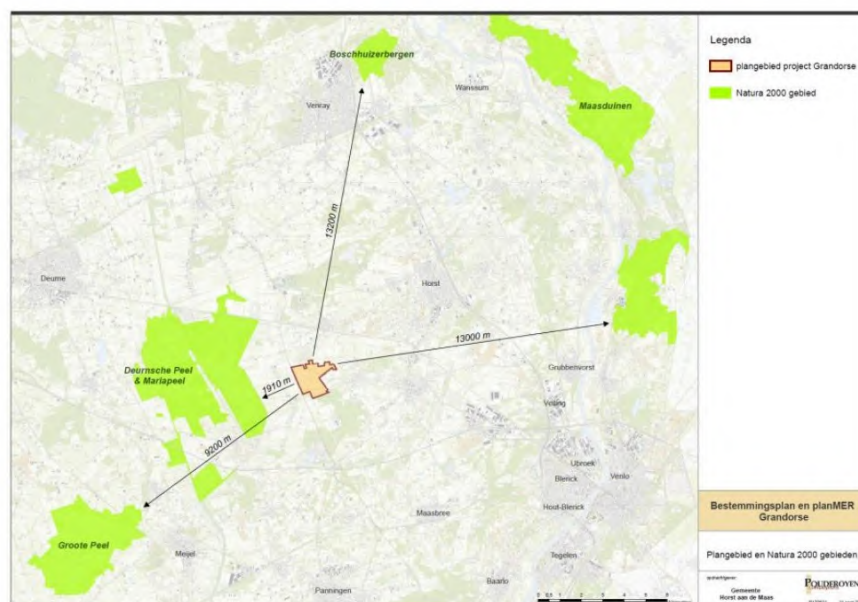 Boschhuizerbergen
Venray
Wanssum
Maasduinen
13200 m
Deurne
Horst
13000 m
Deurnsche Peel
& Mariapeel
1910 m
9200 m
Grubbenvorst
Velding
Ubroek
Blerick
Venlo
Hout-Blerick
Groote Peel
Meijel
Maasbree
Tegelen
Panningen
Baarlo
Legenda
plangebied project Grandorse
Natura 2000 gebied
Bestemmingsplan en planMER
Grandorse
Plangebied en Natura 2000 gebieden
opdrachtgever:
Gemeente
Horst aan de Maas
POUDEROYEN